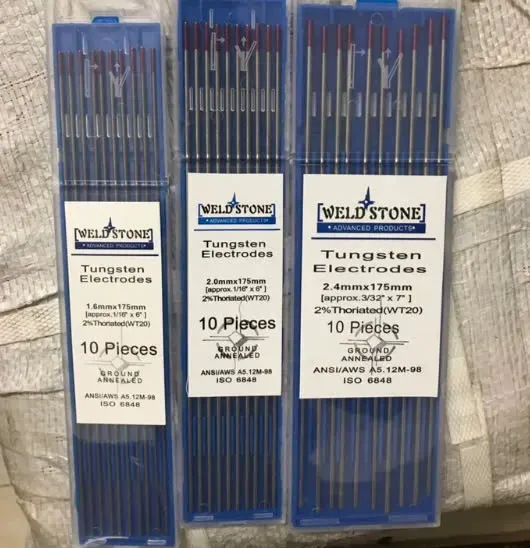 [WELD STONE]
ADVANCED PRODUCTS
Tungsten
Electrodes
1.6mmx175mm
[approx.1/16" x 6" ]
2%Thoriated(WT20)
10 Pieces
GROUND
ANNEALED
ANSI/AWS A5.12M-98
ISO 6848
[WELD STONE]
ADVANCED PRODUCTS
Tungsten
Electrodes
2.0mmx175mm
[approx.1/16" x 6" ]
2%Thoriated(WT20)
10 Pieces
GROUND
ANNEALED
ANSI/AWS A5.12M-98
ISO 6848
[WELD STONE]
ADVANCED PRODUCTS
Tungsten
Electrodes
2.4mmx175mm
[approx.3/32" x 7" ]
2%Thoriated(WT20)
10 Pieces
GROUND
ANNEALED
ANSI/AWS A5.12M-98
ISO 6848